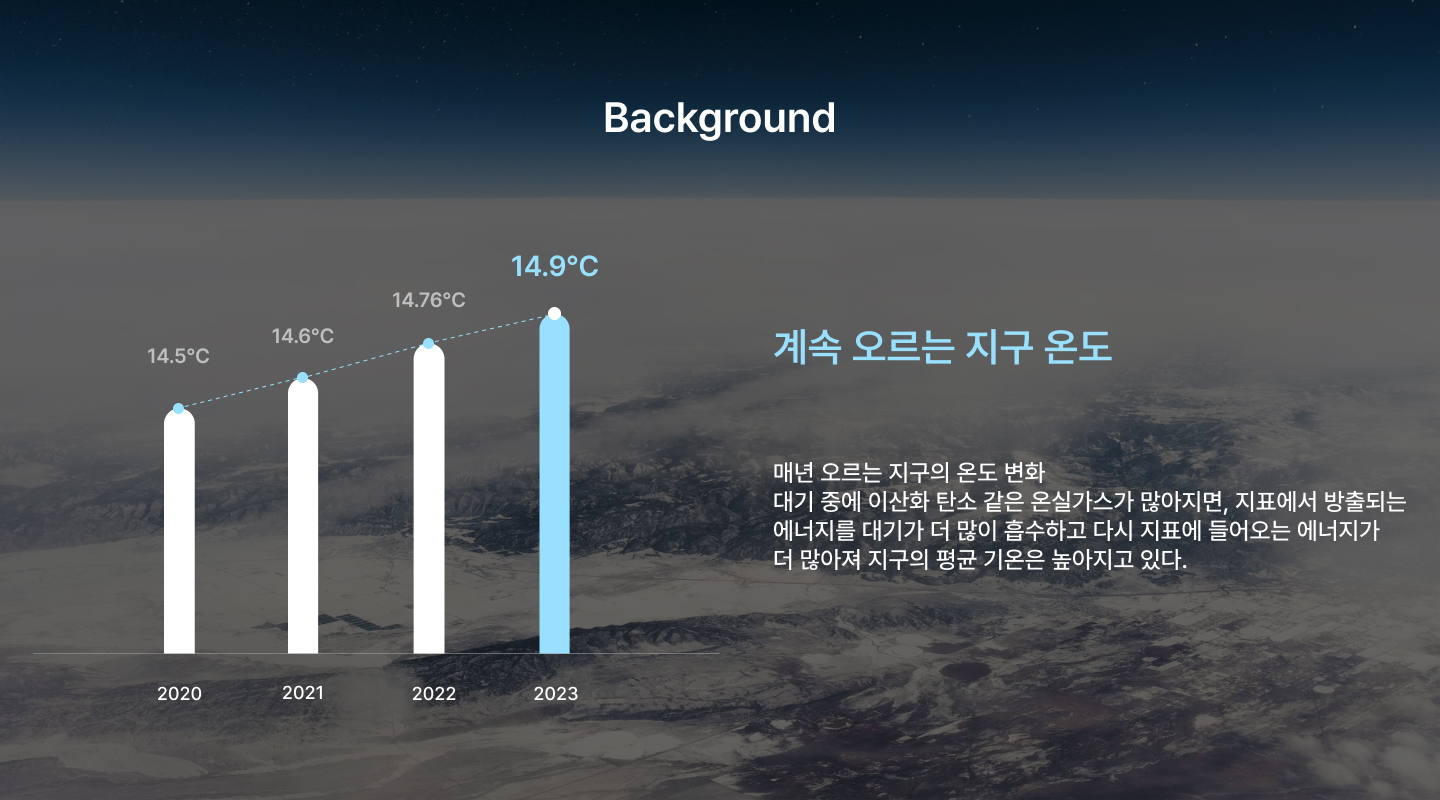 Background
14.9°C
14.76°C
14.6°C
14.5°C
2020
2021
2022
2023
계속 오르는 지구 온도
매년 오르는 지구의 온도 변화
대기 중에 이산화 탄소 같은 온실가스가 많아지면, 지표에서 방출되는
에너지를 대기가 더 많이 흡수하고 다시 지표에 들어오는 에너지가
더 많아져 지구의 평균 기온은 높아지고 있다.